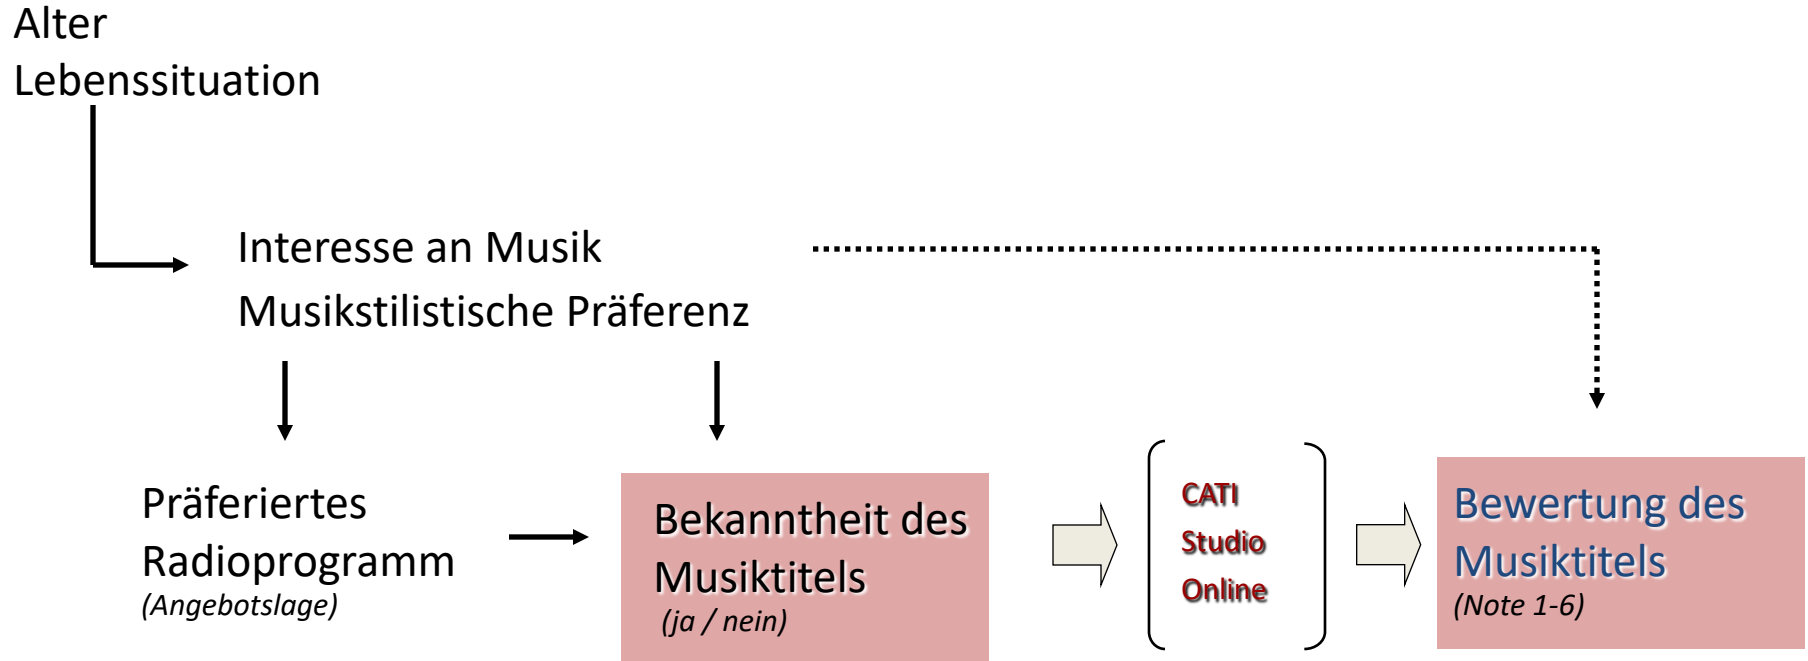 Alter
Lebenssituation
Interesse an Musik
Musikstilistische Präferenz
Präferiertes
Radioprogramm
(Angebotslage)
Bekanntheit des
Musiktitels
(ja / nein)
CATI
Studio
Online
Bewertung des
Musiktitels
(Note 1-6)